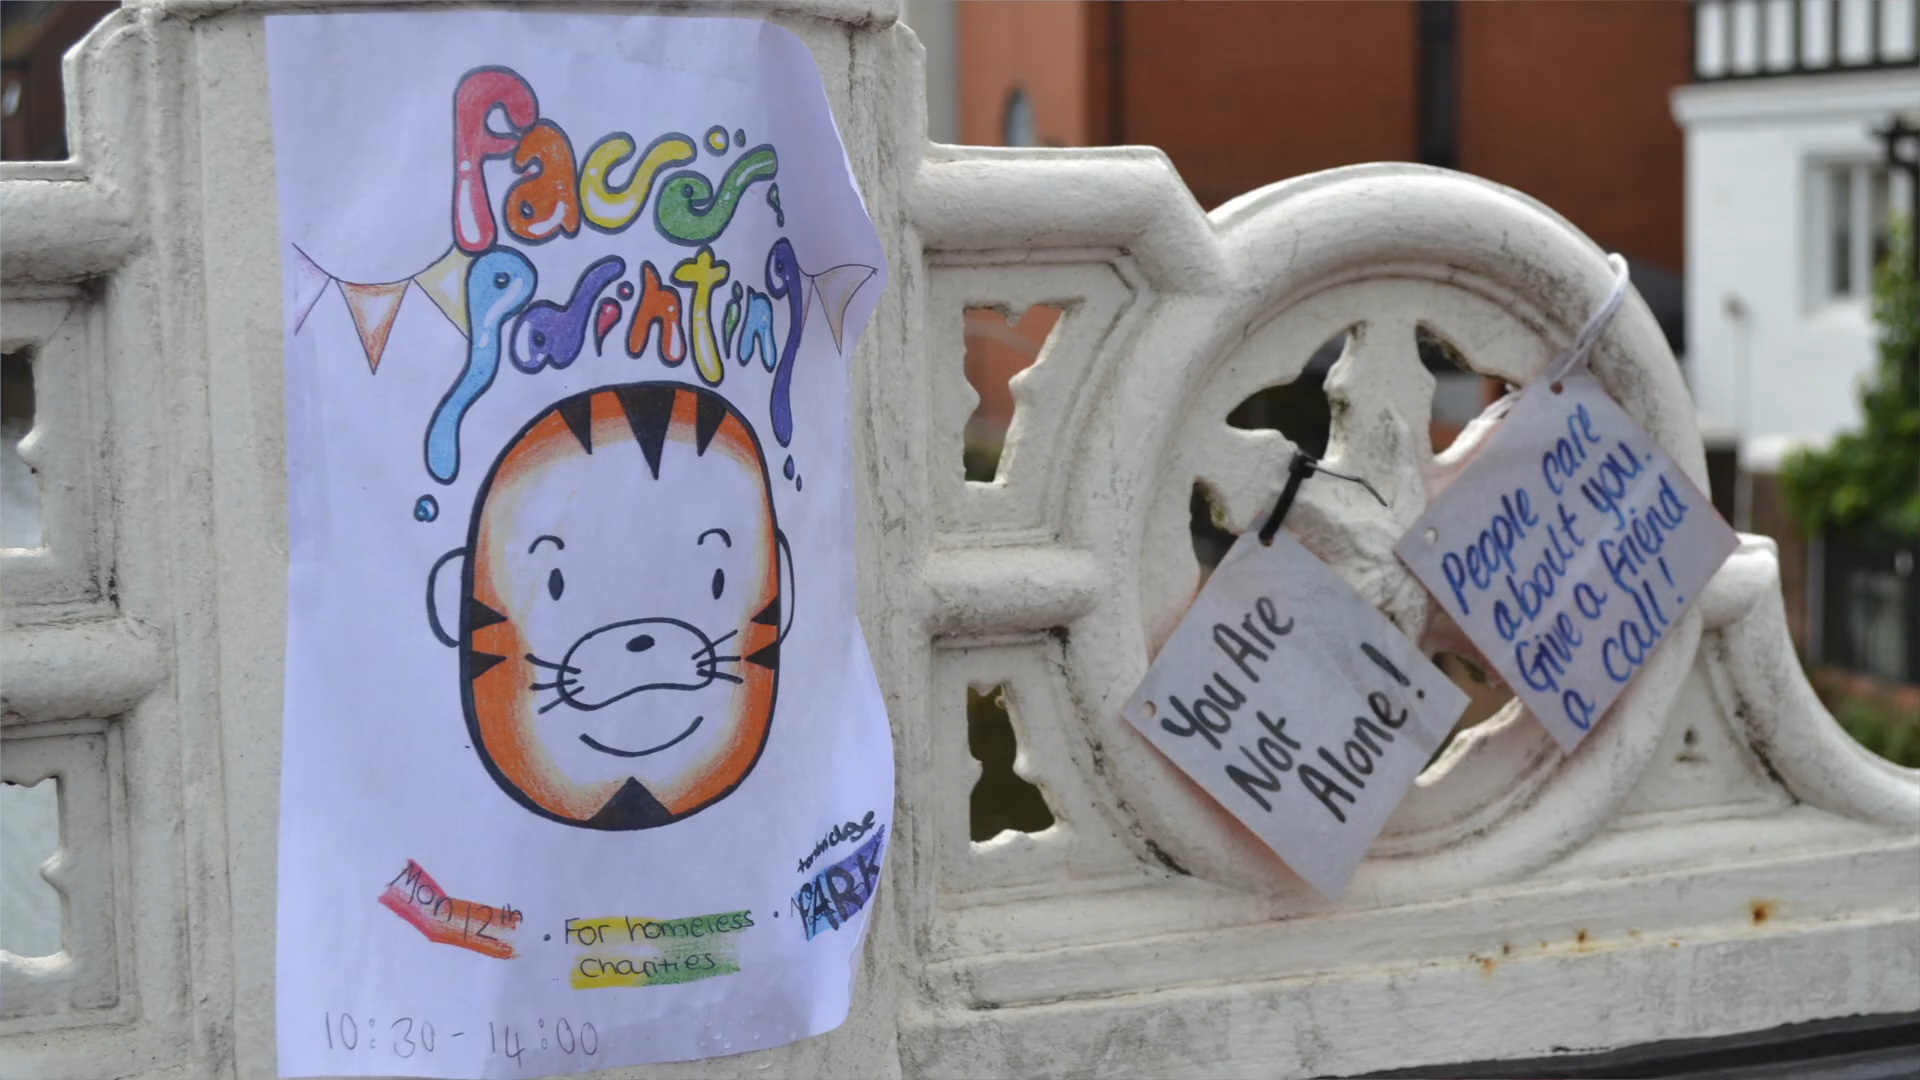 Face
Painting
Mon 12th
• For homeless
Charities
• tonbridge
PARK
10:30 - 14:00
You Are
Not
Alone!
People care
about you.
Give a friend
a call!